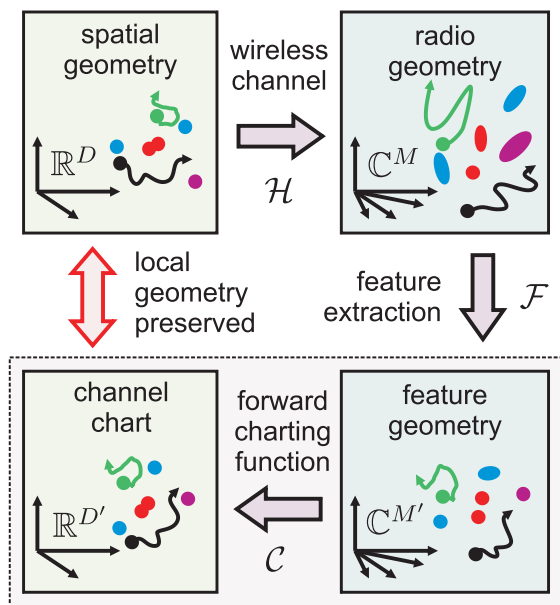 spatial
geometry
ℝ^D
wireless
channel
ℋ
radio
geometry
ℂ^M
local
geometry
preserved
feature
extraction
ℱ
channel
chart
ℝ^{D′}
forward
charting
function
𝒞
feature
geometry
ℂ^{M′}